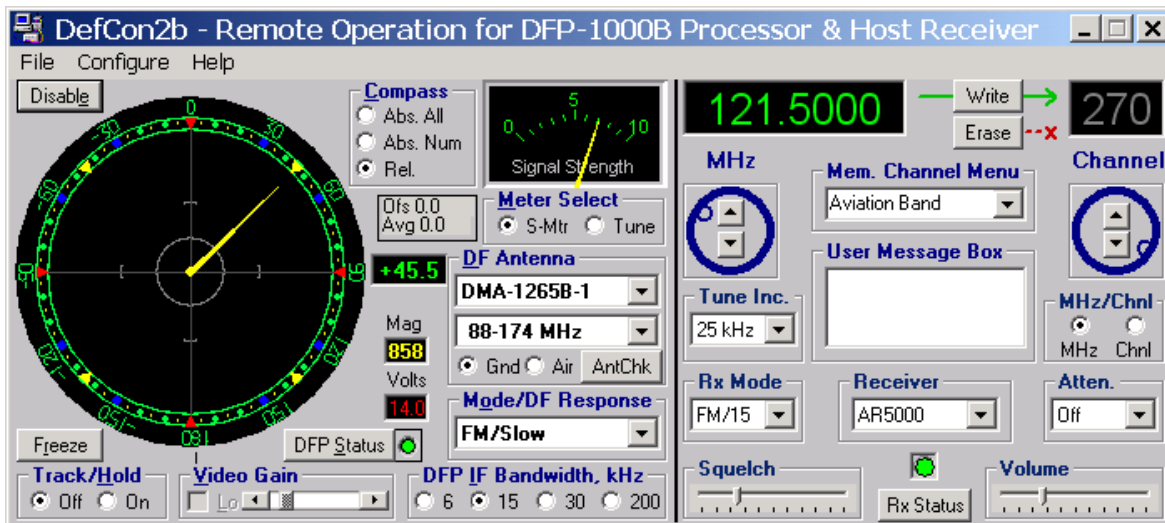 DefCon2b - Remote Operation for DFP-1000B Processor & Host Receiver
File Configure Help
Disable
0
-30
30
-60
60
-90
90
-120
120
-150
150
180
Compass
Abs. All
Abs. Num
Rel.
Ofs 0.0
Avg 0.0
0 5 10
Signal Strength
Meter Select
S-Mtr Tune
+45.5
Mag
858
Volts
14.0
DF Antenna
DMA-1265B-1
88-174 MHz
Gnd Air AntChk
Mode/DF Response
FM/Slow
Freeze
DFP Status
Track/Hold
Off On
Video Gain
Lo
DFP IF Bandwidth, kHz
6 15 30 200
121.5000
Write
Erase
--x
270
MHz
Channel
Mem. Channel Menu
Aviation Band
User Message Box
Tune Inc.
25 kHz
MHz/Chnl
MHz Chnl
Rx Mode
FM/15
Receiver
AR5000
Atten.
Off
Squelch
Rx Status
Volume